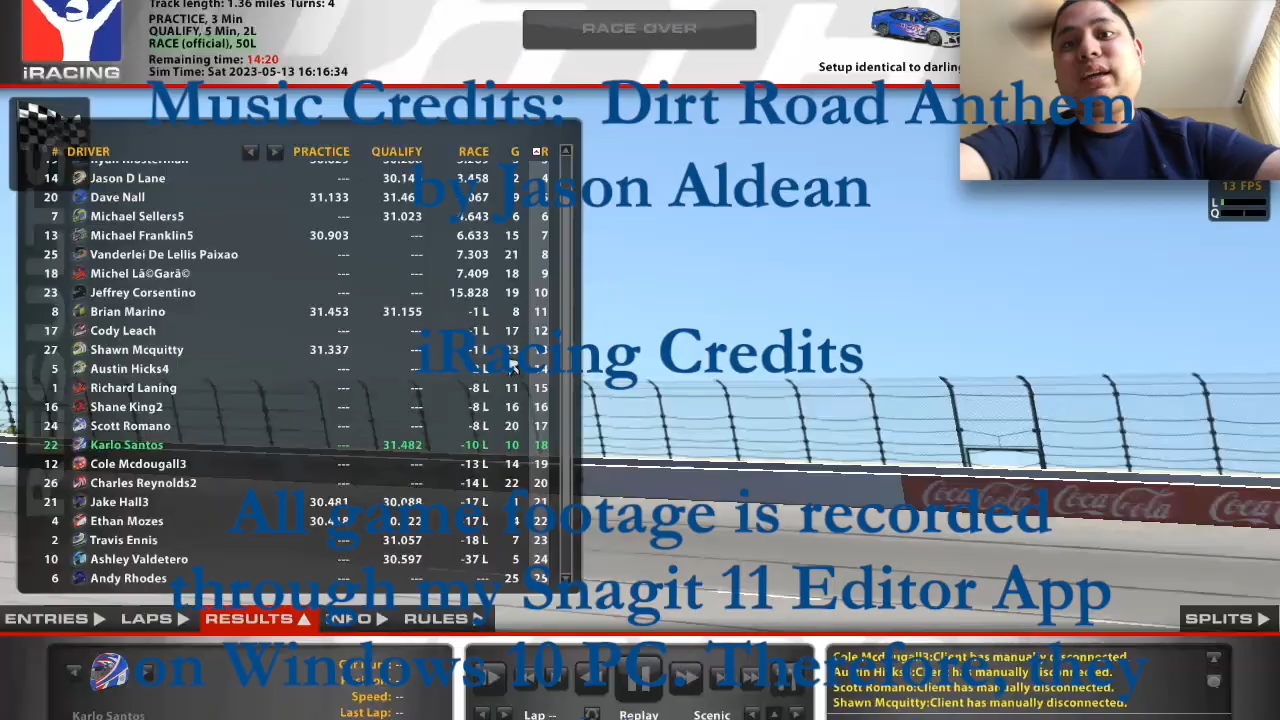 Track length: 1.36 miles Turns: 4
PRACTICE, 3 Min
QUALIFY, 5 Min, 2L
RACE (official), 50L
Remaining time: 14:20
Sim Time: Sat 2023-05-13 16:16:34
iRACING
RACE OVER
Setup identical to
13 FPS
L
Q
Music Credits: Dirt Road Anthem
by Jason Aldean
iRacing Credits
All game footage is recorded
through my Snagit 11 Editor App
on Windows 10 PC. Therefore, they
# DRIVER PRACTICE QUALIFY RACE G R
14 Jason D Lane --- 3.458 2 4
20 Dave Nall 31.133
7 Michael Sellers5 --- 31.023 6 6
13 Michael Franklin5 30.903 --- 6.633 15 7
25 Vanderlei De Lellis Paixao --- --- 7.303 21 8
18 Michel Lã©Garã© --- --- 7.409 18 9
23 Jeffrey Corsentino --- --- 15.828 19 10
8 Brian Marino 31.453 31.155 -1 L 8 11
17 Cody Leach --- --- -1 L 17 12
27 Shawn Mcquitty 31.337 --- -1 L 23 13
5 Austin Hicks4 --- ---
1 Richard Laning --- --- -8 L 11 15
16 Shane King2 --- --- -8 L 16 16
24 Scott Romano --- --- -8 L 20 17
22 Karlo Santos --- 31.482 -10 L 10 18
12 Cole Mcdougall3 --- --- -13 L 14 19
26 Charles Reynolds2 --- --- -14 L 22 20
21 Jake Hall3 30.481 30.088 -17 L 1 21
4 Ethan Mozes -17 L 4 22
2 Travis Ennis --- 31.057 -18 L 7 23
10 Ashley Valdetero --- 30.597 -37 L 5 24
6 Andy Rhodes --- --- --- 25 25
Coca-Cola Coca-Cola
ENTRIES LAPS RESULTS INFO RULES SPLITS
Speed: --
Last Lap: --
Karlo Santos
Lap -- Replay Scenic
Cole Mcdougall3:Client has manually disconnected.
Client has manually disconnected.
Scott Romano:Client has manually disconnected.
Shawn Mcquitty:Client has manually disconnected.